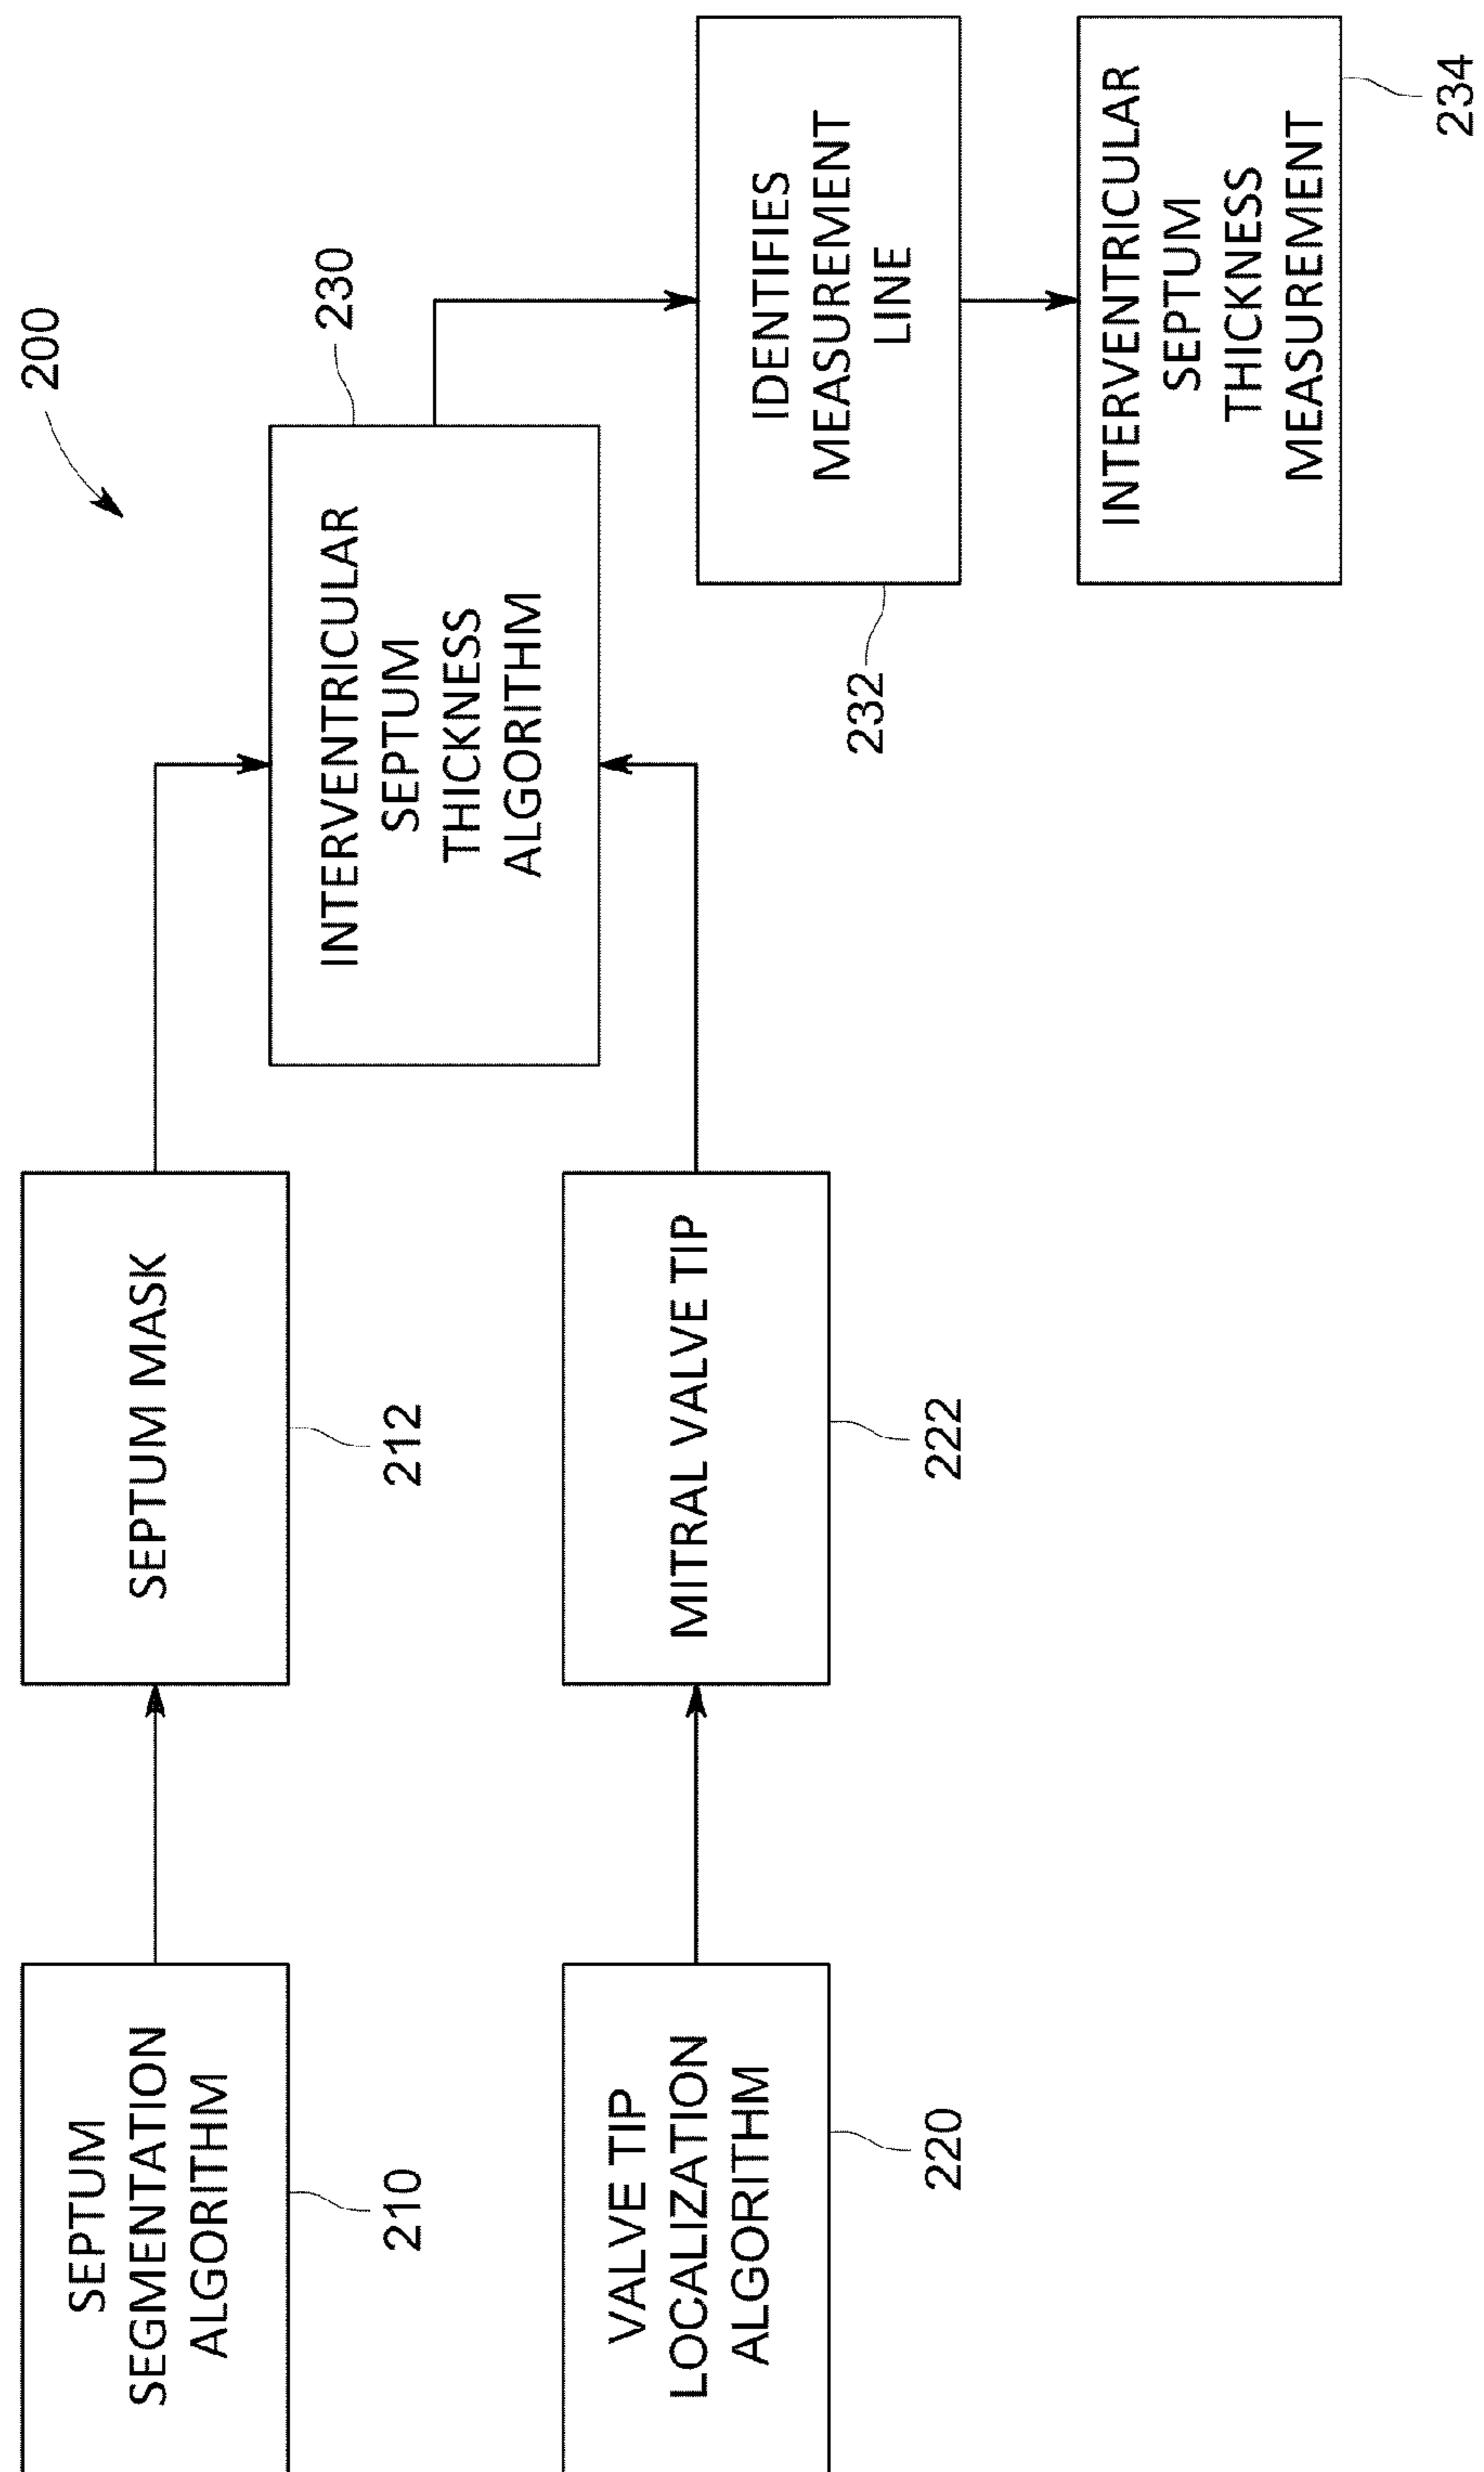 200
SEPTUM
SEGMENTATION
ALGORITHM
210
SEPTUM MASK
212
VALVE TIP
LOCALIZATION
ALGORITHM
220
MITRAL VALVE TIP
222
INTERVENTRICULAR
SEPTUM
THICKNESS
ALGORITHM
230
IDENTIFIES
MEASUREMENT
LINE
232
INTERVENTRICULAR
SEPTUM
THICKNESS
MEASUREMENT
234